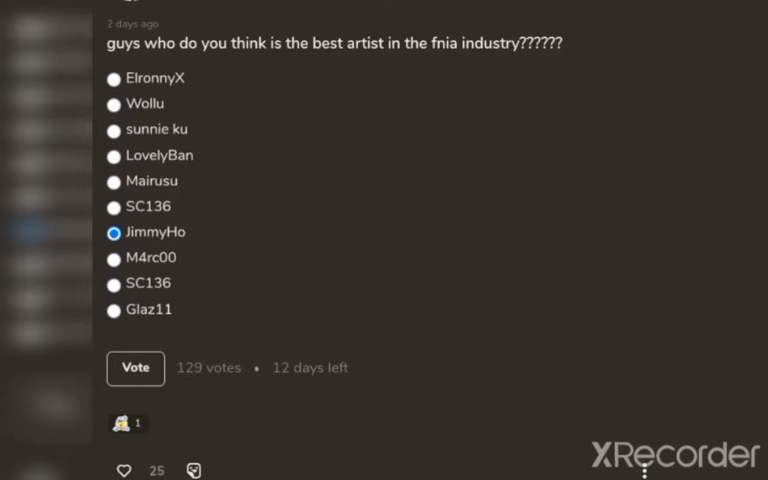 2 days ago
guys who do you think is the best artist in the fnia industry??????
ElronnyX
Wollu
sunnie ku
LovelyBan
Mairusu
SC136
JimmyHo
M4rc00
SC136
Glaz11
Vote 129 votes • 12 days left
1
25
XRecorder